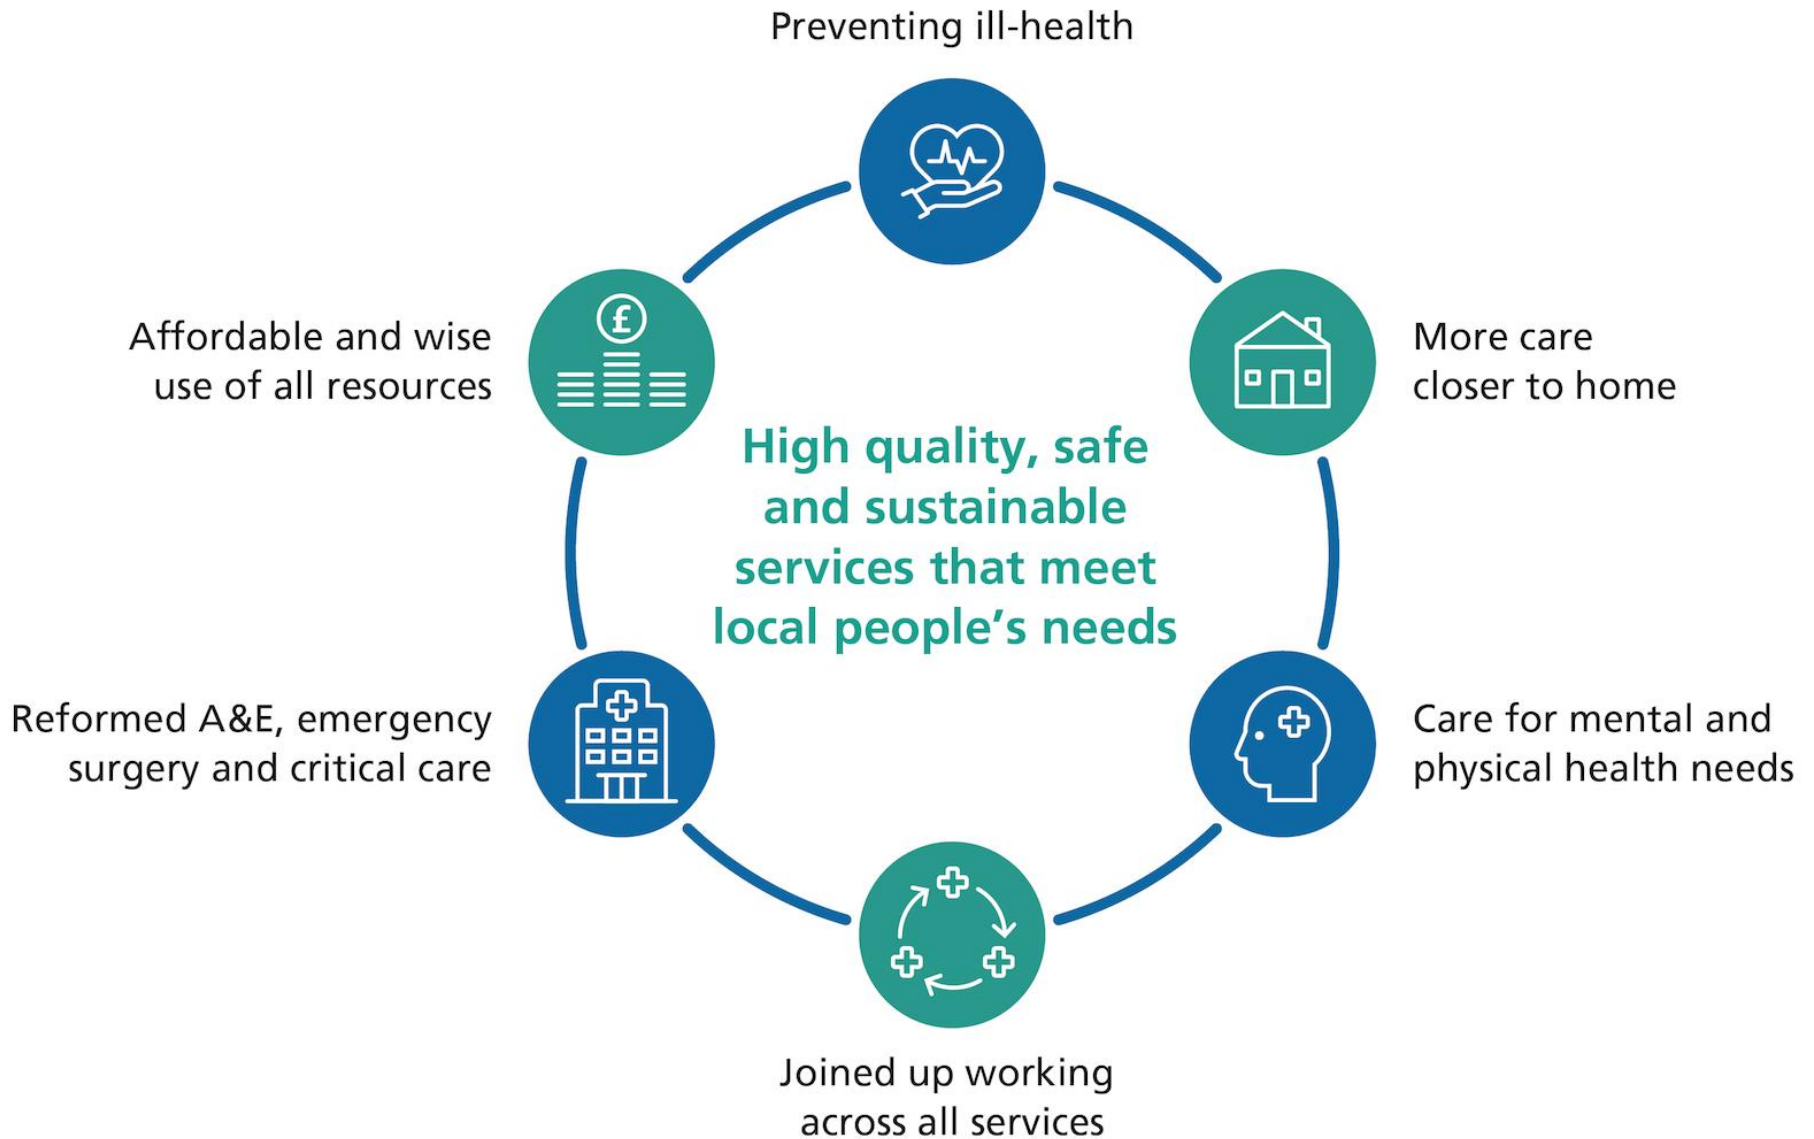 Preventing ill-health
More care
closer to home
Care for mental and
physical health needs
Joined up working
across all services
Reformed A&E, emergency
surgery and critical care
Affordable and wise
use of all resources
£
High quality, safe
and sustainable
services that meet
local people’s needs